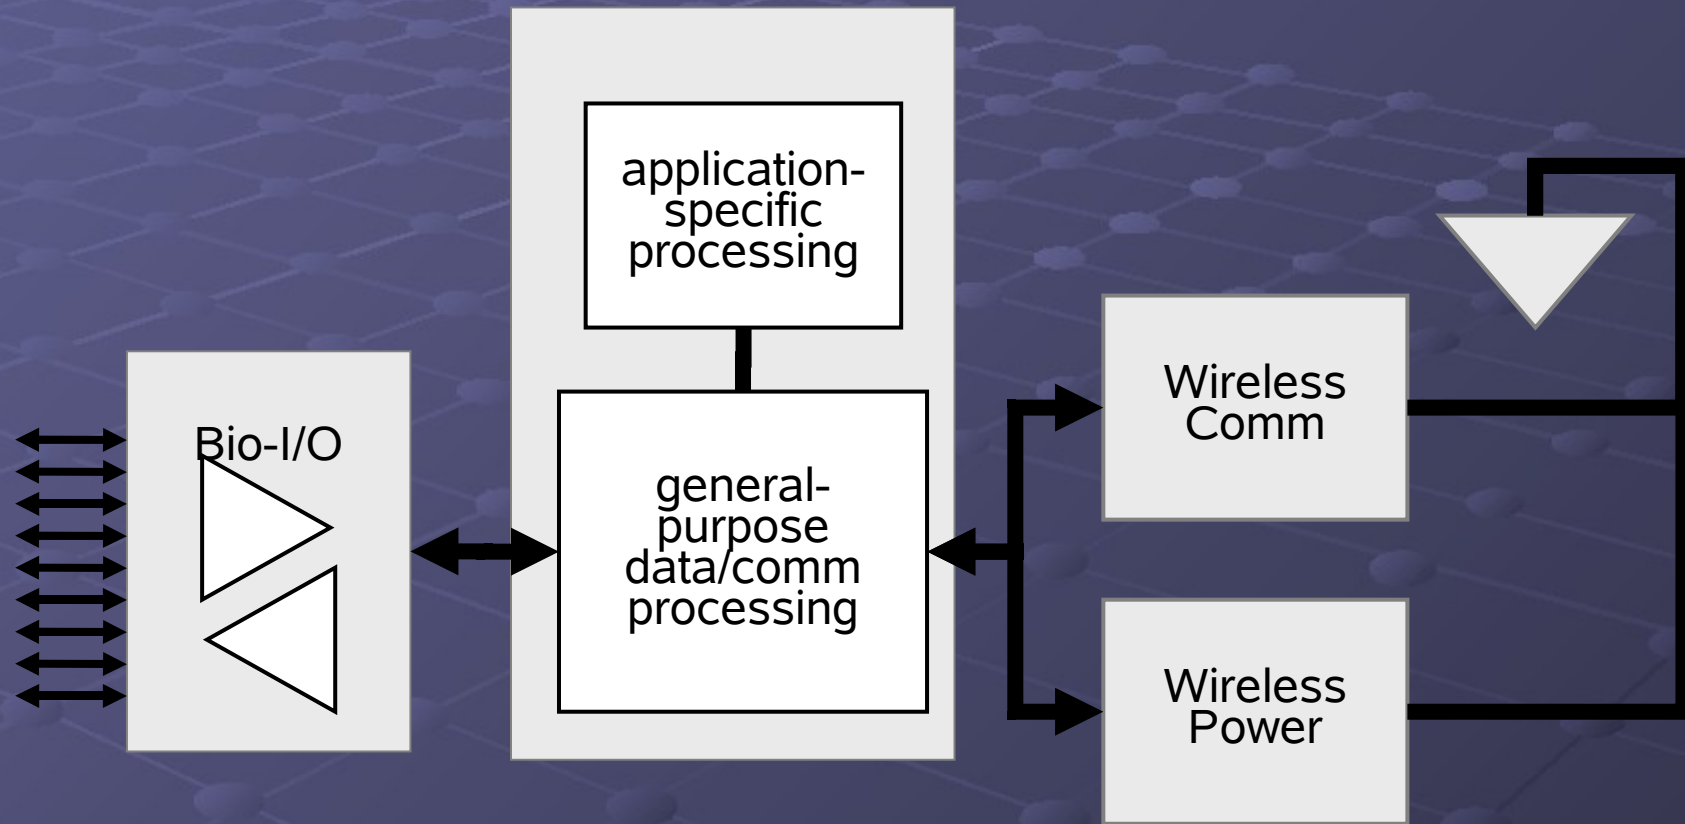 application-
specific
processing
Bio-I/O
general-
purpose
data/comm
processing
Wireless
Comm
Wireless
Power